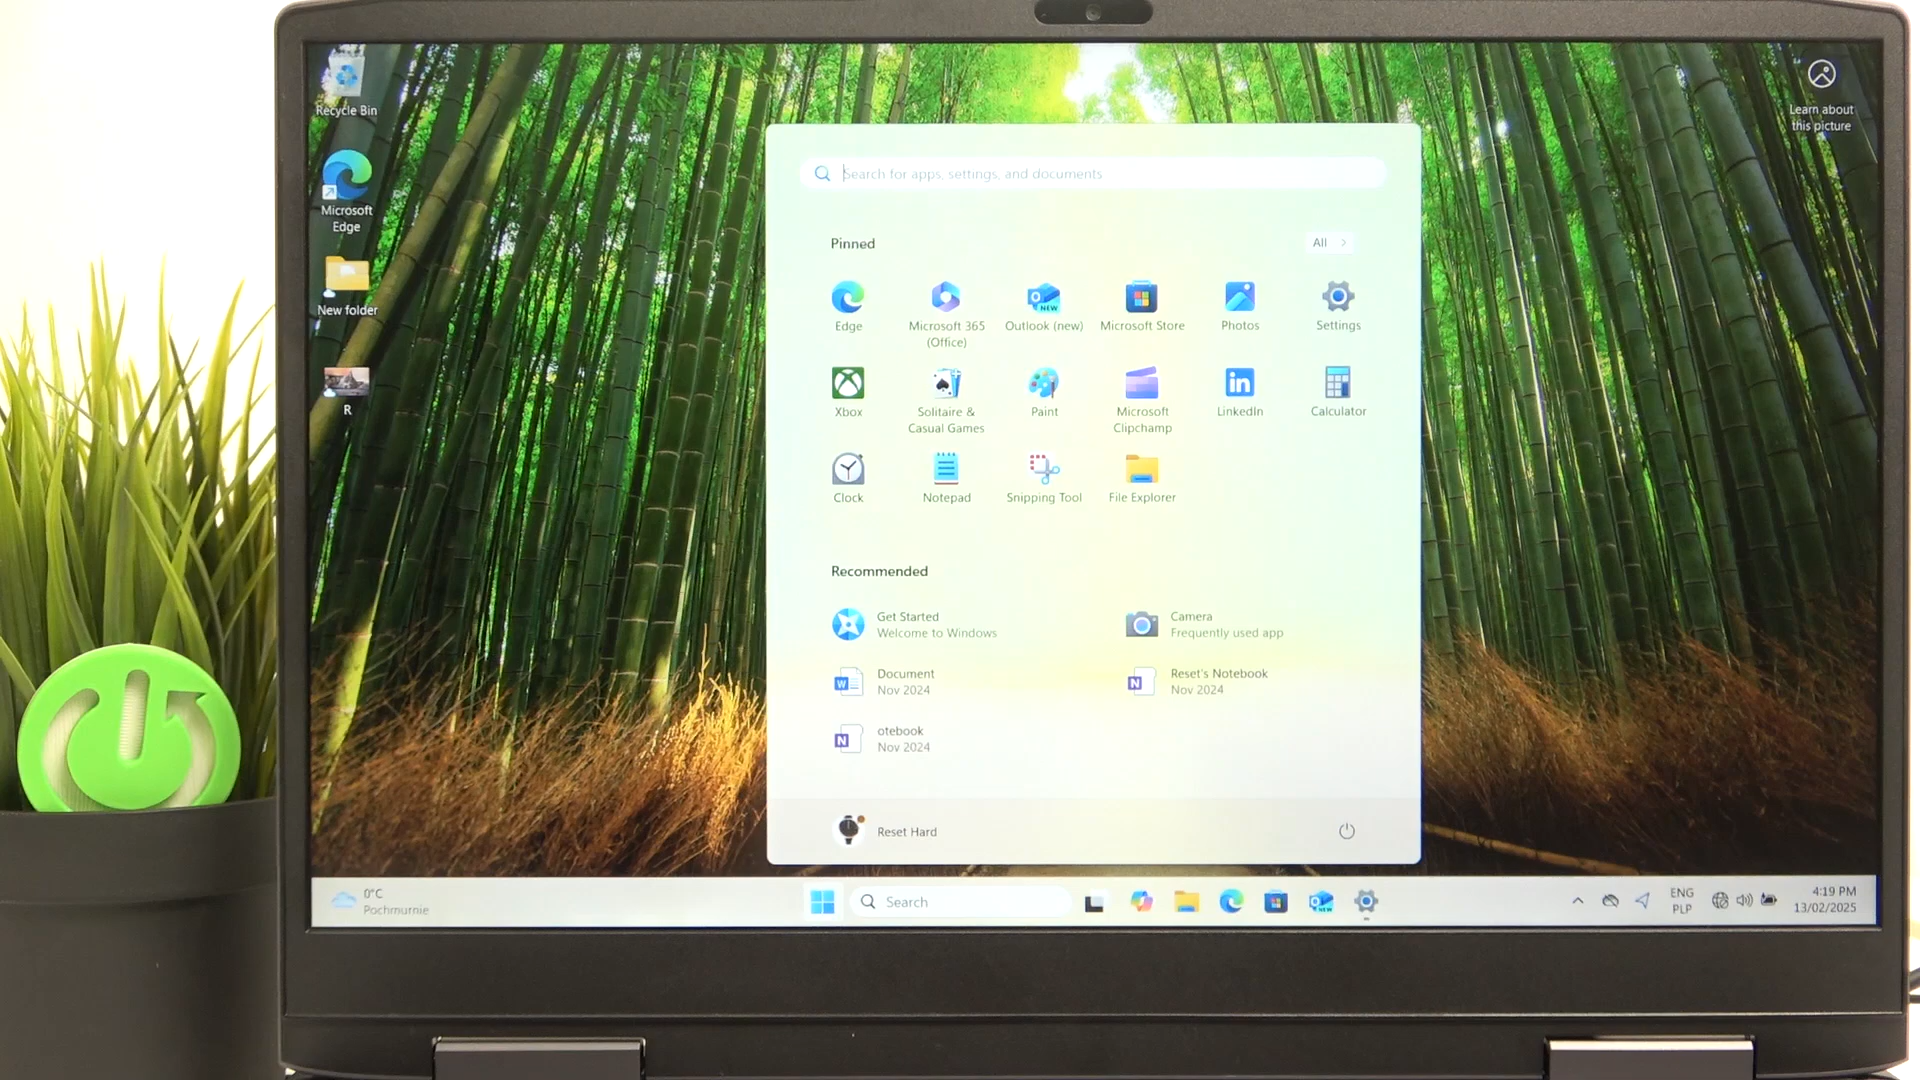 Recycle Bin
Microsoft
Edge
New folder
R
Learn about
this picture
Search for apps, settings, and documents
Pinned
All
Edge
Microsoft 365
(Office)
Outlook (new)
Microsoft Store
Photos
Settings
Xbox
Solitaire &
Casual Games
Paint
Microsoft
Clipchamp
LinkedIn
Calculator
Clock
Notepad
Snipping Tool
File Explorer
Recommended
Get Started
Welcome to Windows
Camera
Frequently used app
Document
Nov 2024
Reset's Notebook
Nov 2024
otebook
Nov 2024
Reset Hard
0°C
Pochmurnie
Search
ENG
PLP
4:19 PM
13/02/2025